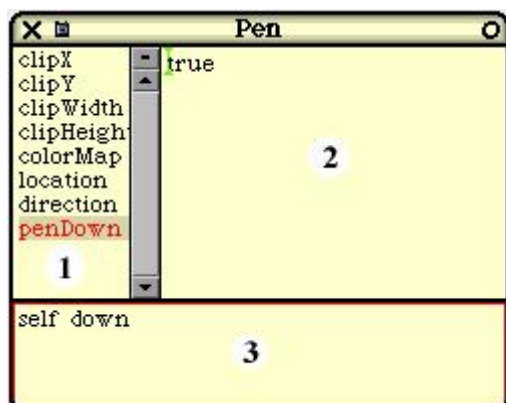 Pen
clipX
clipY
clipWidth
clipHeigh
colorMap
location
direction
penDown
1
true
2
self down
3